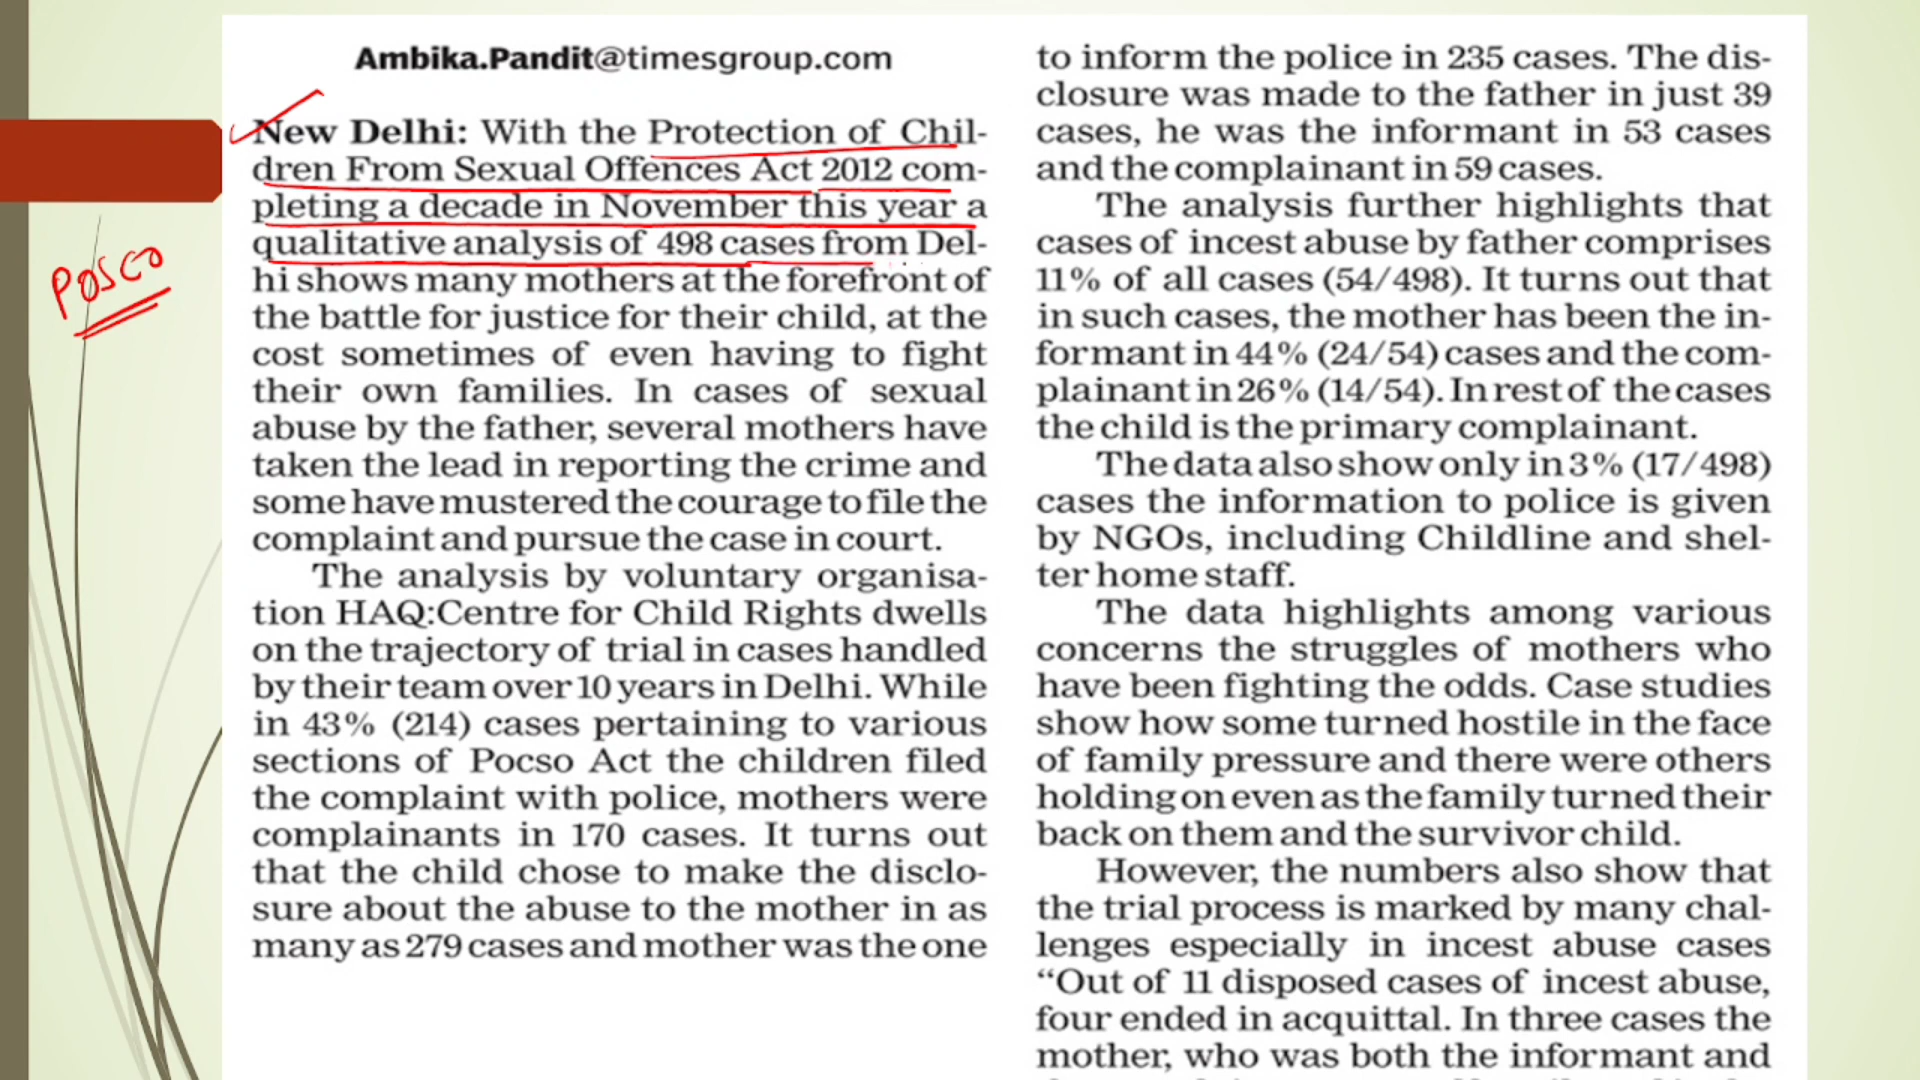 Ambika.Pandit@timesgroup.com
New Delhi: With the Protection of Chil-
dren From Sexual Offences Act 2012 com-
pleting a decade in November this year a
qualitative analysis of 498 cases from Del-
hi shows many mothers at the forefront of
the battle for justice for their child, at the
cost sometimes of even having to fight
their own families. In cases of sexual
abuse by the father, several mothers have
taken the lead in reporting the crime and
some have mustered the courage to file the
complaint and pursue the case in court.
The analysis by voluntary organisa-
tion HAQ:Centre for Child Rights dwells
on the trajectory of trial in cases handled
by their team over 10 years in Delhi. While
in 43% (214) cases pertaining to various
sections of Pocso Act the children filed
the complaint with police, mothers were
complainants in 170 cases. It turns out
that the child chose to make the disclo-
sure about the abuse to the mother in as
many as 279 cases and mother was the one
to inform the police in 235 cases. The dis-
closure was made to the father in just 39
cases, he was the informant in 53 cases
and the complainant in 59 cases.
The analysis further highlights that
cases of incest abuse by father comprises
11% of all cases (54/498). It turns out that
in such cases, the mother has been the in-
formant in 44% (24/54) cases and the com-
plainant in 26% (14/54). In rest of the cases
the child is the primary complainant.
The data also show only in 3% (17/498)
cases the information to police is given
by NGOs, including Childline and shel-
ter home staff.
The data highlights among various
concerns the struggles of mothers who
have been fighting the odds. Case studies
show how some turned hostile in the face
of family pressure and there were others
holding on even as the family turned their
back on them and the survivor child.
However, the numbers also show that
the trial process is marked by many chal-
lenges especially in incest abuse cases
“Out of 11 disposed cases of incest abuse,
four ended in acquittal. In three cases the
mother, who was both the informant and
POSCO